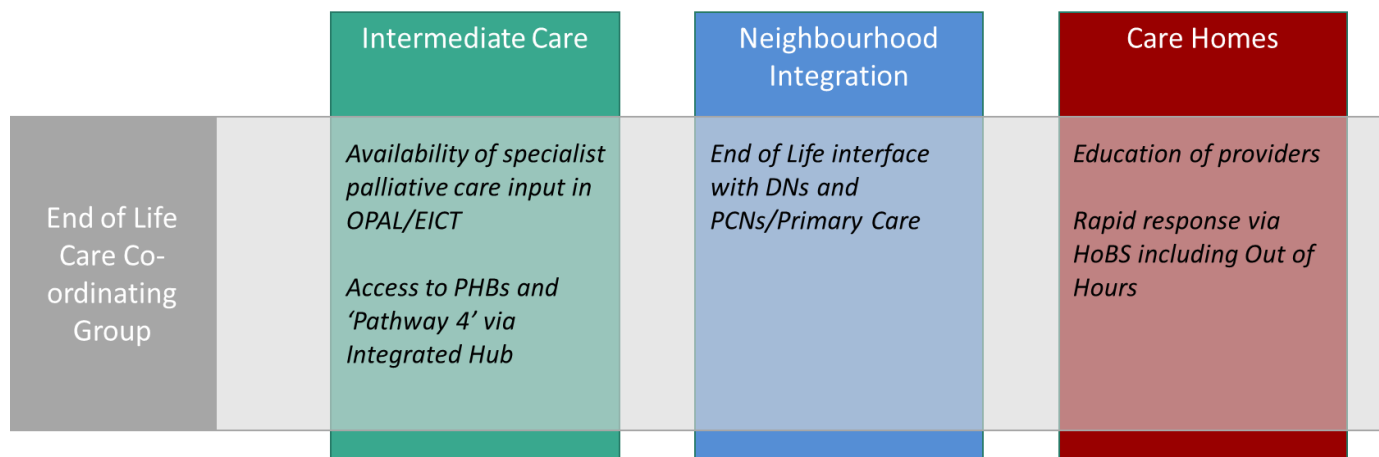 Intermediate Care
Neighbourhood
Integration
Care Homes
End of Life
Care Co-
ordinating
Group
Availability of specialist
palliative care input in
OPAL/EICT
Access to PHBs and
‘Pathway 4’ via
Integrated Hub
End of Life interface
with DNs and
PCNs/Primary Care
Education of providers
Rapid response via
HoBS including Out of
Hours